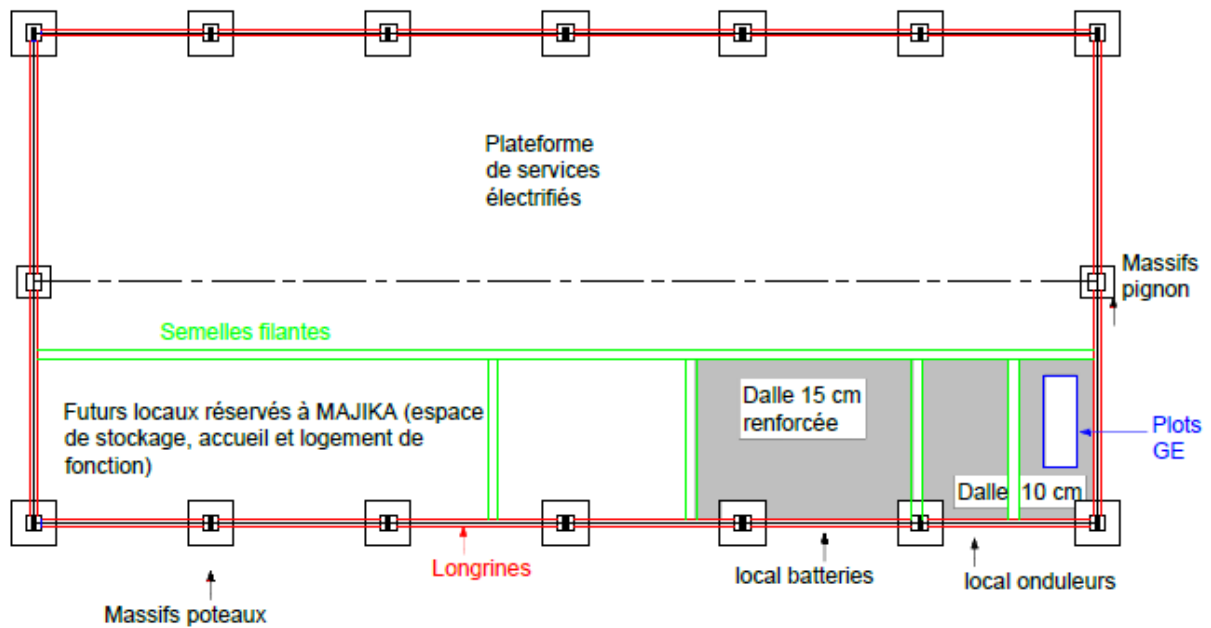 Plateforme
de services
électrifiés
Massifs
pignon
Semelles filantes
Futurs locaux réservés à MAJIKA (espace
de stockage, accueil et logement de
fonction)
Dalle 15 cm
renforcée
Plots
GE
Dalle 10 cm
Longrines
local batteries
local onduleurs
Massifs poteaux